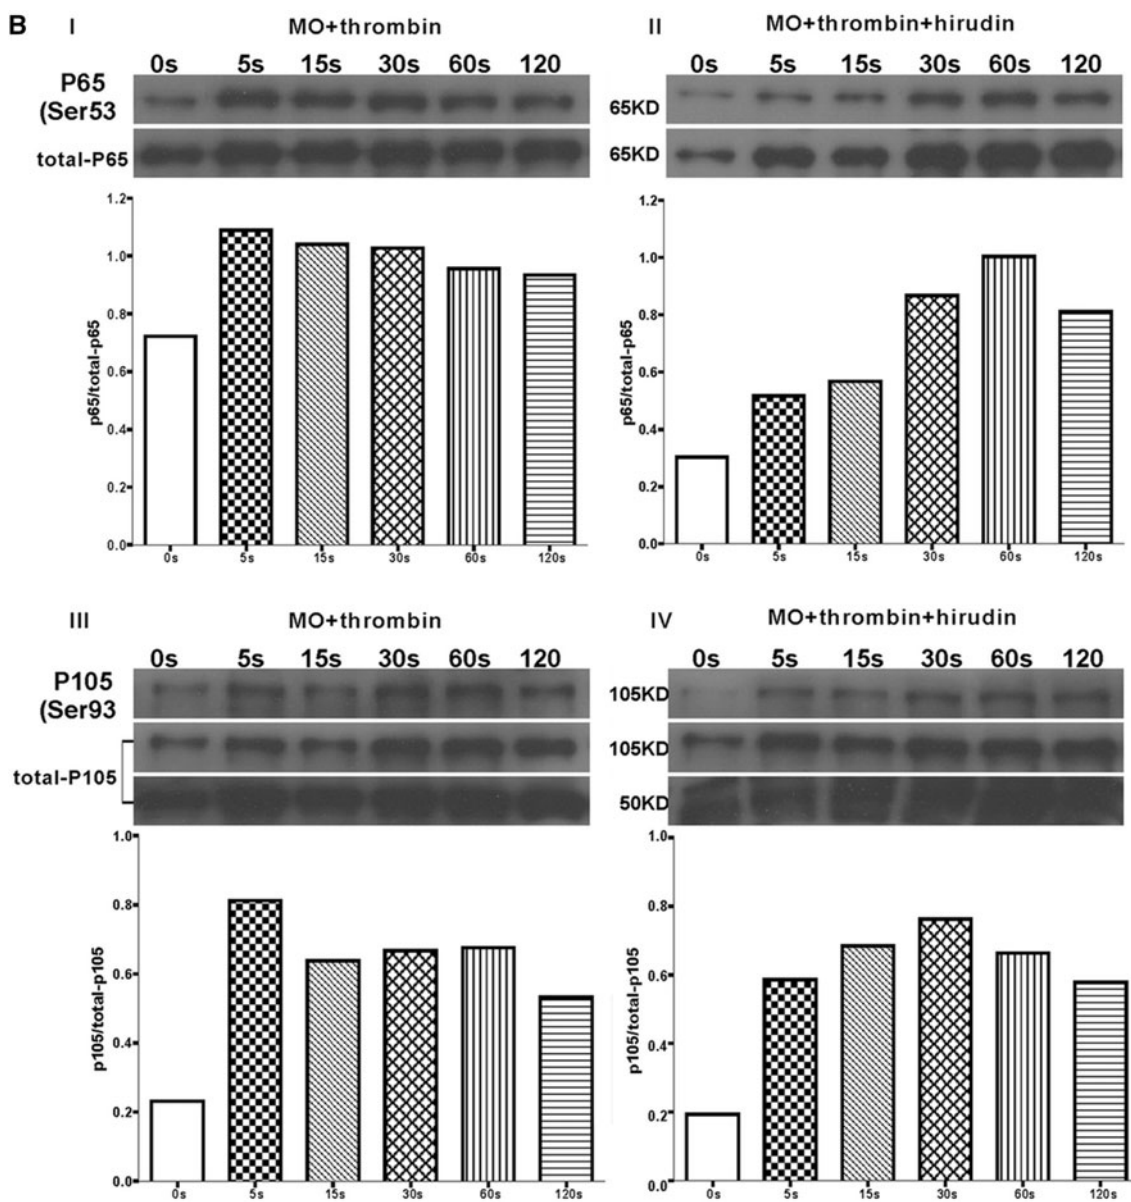 B
I
MO+thrombin
0s 5s 15s 30s 60s 120
P65
(Ser53
total-P65
1.2
1.0
0.8
0.6
0.4
0.2
0.0
p65/total-p65
0s 5s 15s 30s 60s 120s
II
MO+thrombin+hirudin
0s 5s 15s 30s 60s 120
65KD
65KD
1.2
1.0
0.8
0.6
0.4
0.2
0.0
p65/total-p65
0s 5s 15s 30s 60s 120s
III
MO+thrombin
0s 5s 15s 30s 60s 120
P105
(Ser93
total-P105
1.0
0.8
0.6
0.4
0.2
0.0
p105/total-p105
0s 5s 15s 30s 60s 120s
IV
MO+thrombin+hirudin
0s 5s 15s 30s 60s 120
105KD
105KD
50KD
1.0
0.8
0.6
0.4
0.2
0.0
p105/total-p105
0s 5s 15s 30s 60s 120s